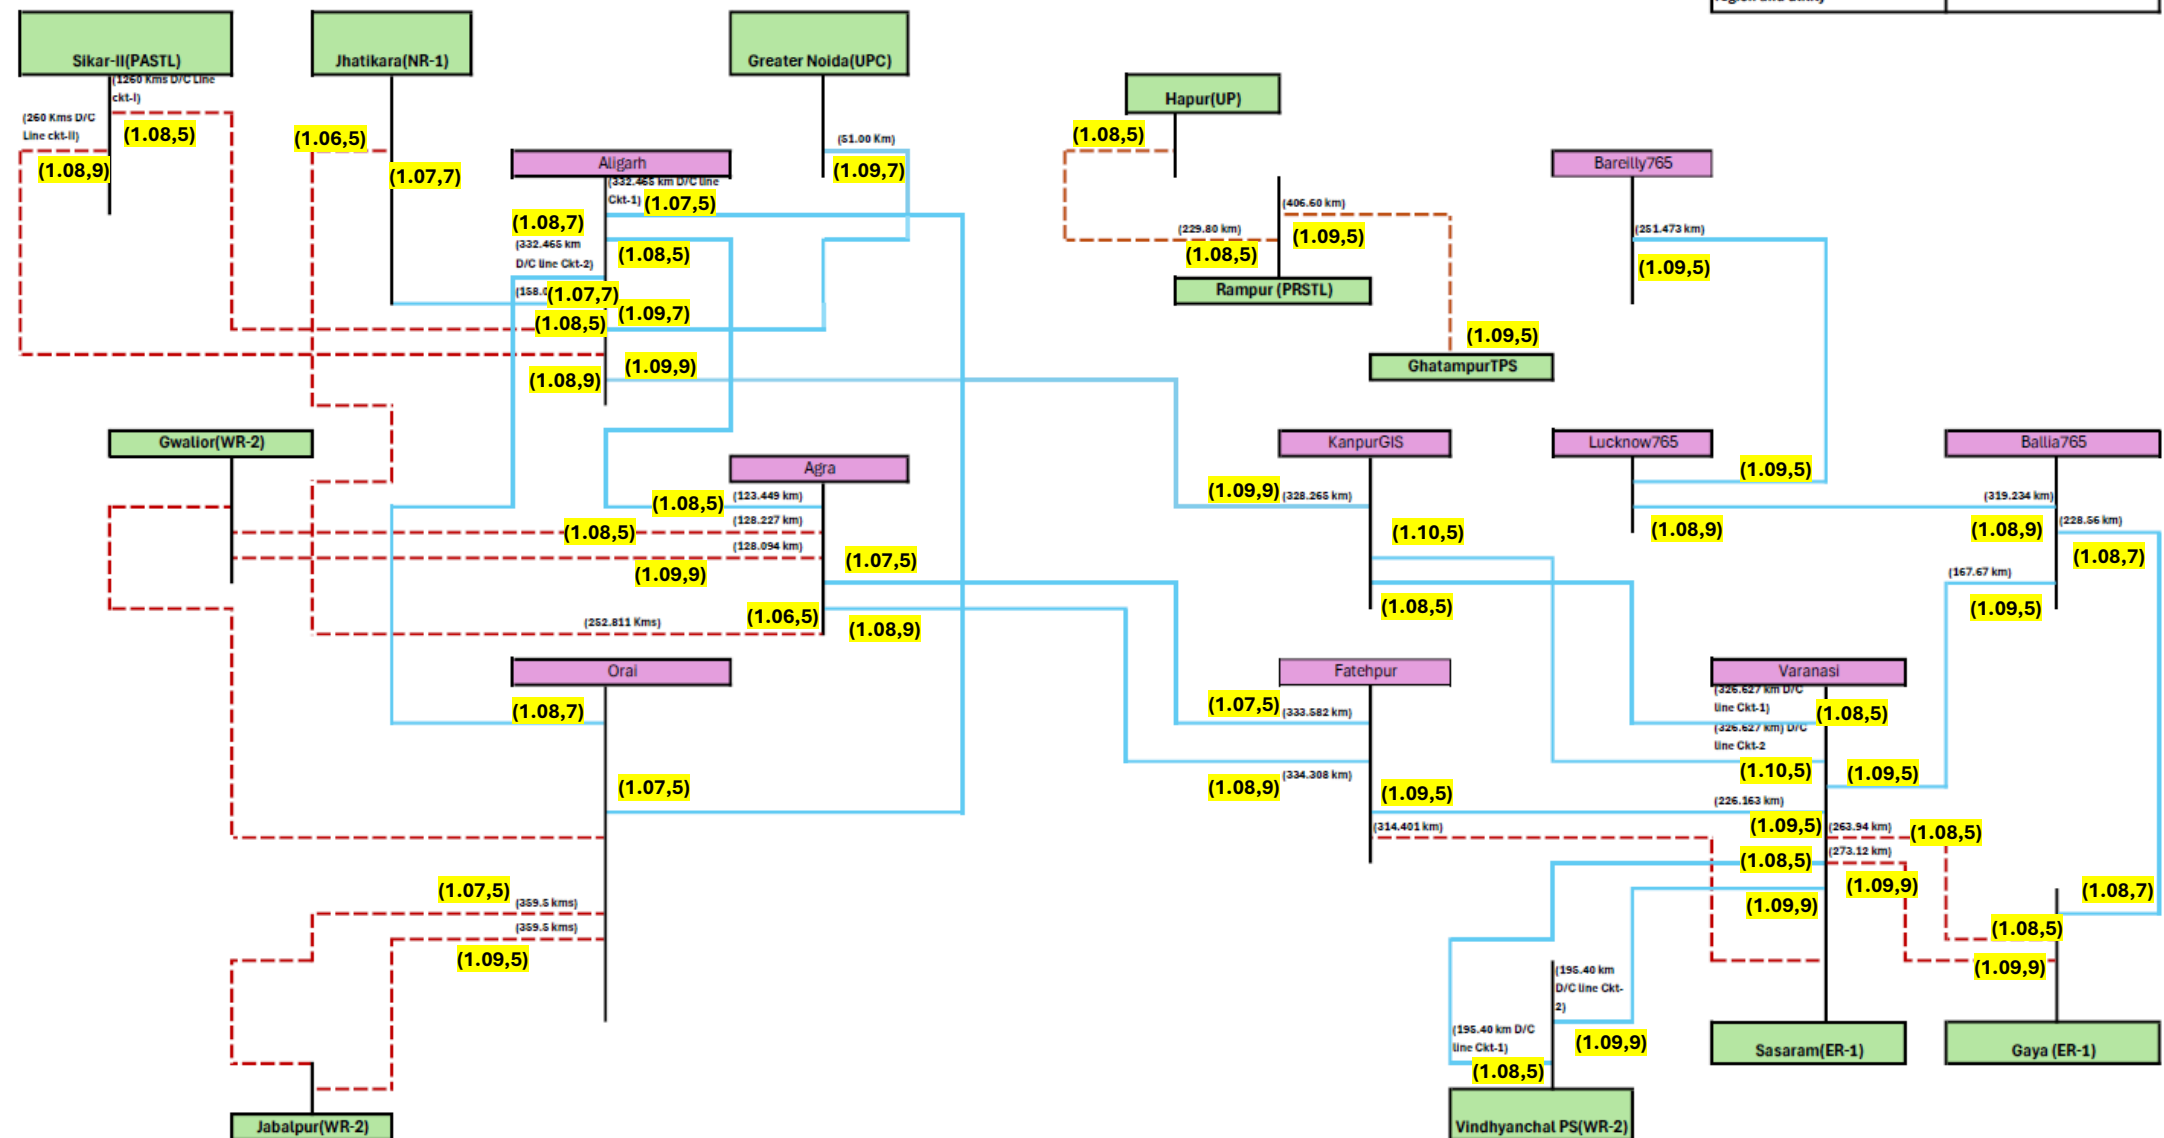 Sikar-II(PASTL)
Jhatikara(NR-1)
Greater Noida(UPC)
Hapur(UP)
(1260 Kms D/C Line
ckt-I)
(260 Kms D/C
Line ckt-II)
(1.08,5)
(1.08,9)
(1.06,5)
(1.07,7)
Aligarh
(332.465 km D/C line
Ckt-1)
(1.07,5)
(1.08,7)
(332.465 km
D/C line Ckt-2)
(1.08,5)
(1.07,7)
(1.09,7)
(1.08,5)
(1.09,9)
(1.08,9)
(51.00 Km)
(1.09,7)
(1.08,5)
(229.80 km)
(1.08,5)
(406.60 km)
(1.09,5)
Rampur (PRSTL)
(1.09,5)
GhatampurTPS
Bareilly765
(251.473 km)
(1.09,5)
Gwalior(WR-2)
Agra
(1.08,5)
(123.449 km)
(128.227 km)
(1.08,5)
(128.094 km)
(1.09,9)
(1.07,5)
(1.06,5)
(1.08,9)
(252.811 Kms)
KanpurGIS
(1.09,9)
(328.265 km)
(1.10,5)
(1.08,5)
Lucknow765
(1.09,5)
(1.08,9)
Ballia765
(319.234 km)
(1.08,9)
(228.56 km)
(1.08,7)
(167.67 km)
(1.09,5)
Orai
(1.08,7)
(1.07,5)
(1.07,5)
(359.5 kms)
(359.5 kms)
(1.09,5)
Jabalpur(WR-2)
Fatehpur
(1.07,5)
(333.582 km)
(1.08,9)
(334.308 km)
(1.09,5)
(314.401 km)
Varanasi
(326.627 km D/C
line Ckt-1)
(1.08,5)
(326.627 km) D/C
line Ckt-2
(1.10,5)
(1.09,5)
(226.163 km)
(1.09,5)
(263.94 km)
(1.08,5)
(273.12 km)
(1.08,5)
(1.09,9)
(1.09,9)
(1.08,7)
(1.08,5)
(1.09,9)
(195.40 km
D/C line Ckt-
2)
(195.40 km D/C
line Ckt-1)
(1.09,9)
(1.08,5)
Sasaram(ER-1)
Gaya (ER-1)
Vindhyanchal PS(WR-2)